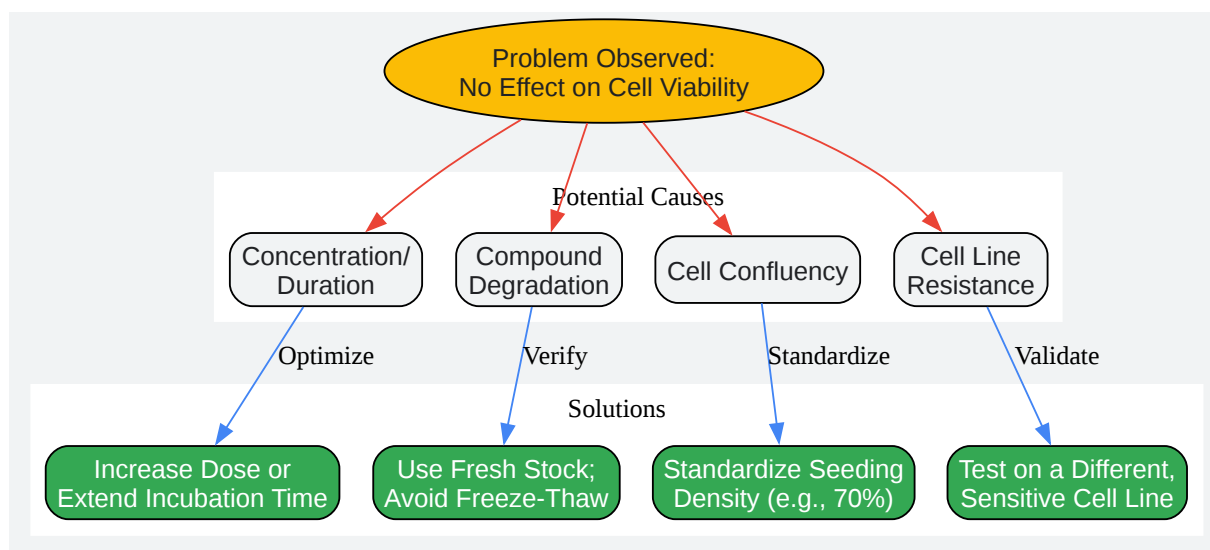 Problem Observed:
No Effect on Cell Viability
Potential Causes
Concentration/
Duration
Compound
Degradation
Cell Confluency
Cell Line
Resistance
Optimize
Verify
Standardize
Validate
Solutions
Increase Dose or
Extend Incubation Time
Use Fresh Stock;
Avoid Freeze-Thaw
Standardize Seeding
Density (e.g., 70%)
Test on a Different,
Sensitive Cell Line